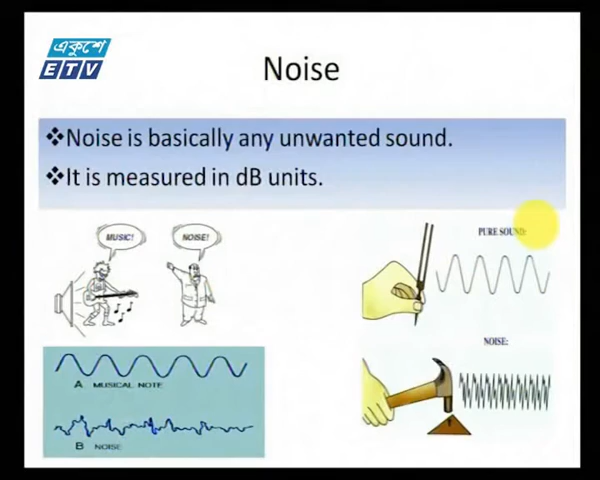 একুশে
ETV
Noise
❖Noise is basically any unwanted sound.
❖It is measured in dB units.
MUSIC!
NOISE!
PURE SOUND:
NOISE:
A MUSICAL NOTE
B NOISE